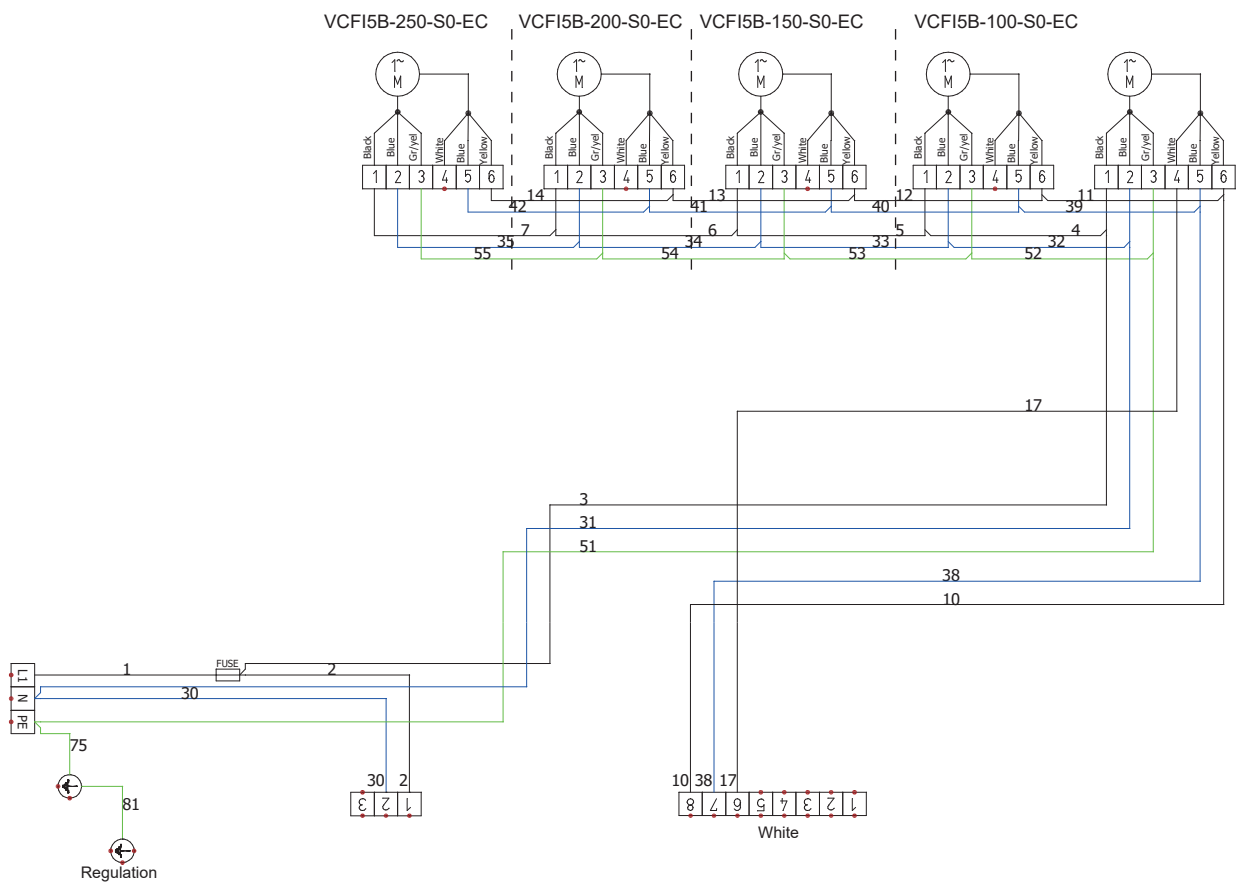 VCFI5B-250-S0-EC VCFI5B-200-S0-EC VCFI5B-150-S0-EC VCFI5B-100-S0-EC
1~ 1~ 1~ 1~ 1~
M M M M M
Black Blue Gr/yel White Blue Yellow Black Blue Gr/yel White Blue Yellow Black Blue Gr/yel White Blue Yellow Black Blue Gr/yel White Blue Yellow Black Blue Gr/yel White Blue Yellow
1 2 3 4 5 6 1 2 3 4 5 6 1 2 3 4 5 6 1 2 3 4 5 6 1 2 3 4 5 6
14 13 12 11
42 41 40 39
7 6 5 4
35 34 33 32
55 54 53 52
17
3
31
51
38
10
FUSE
L1 1 2
N 30
PE
75
30 2 10 38 17
81
3 2 1 8 7 6 5 4 3 2 1
White
Regulation